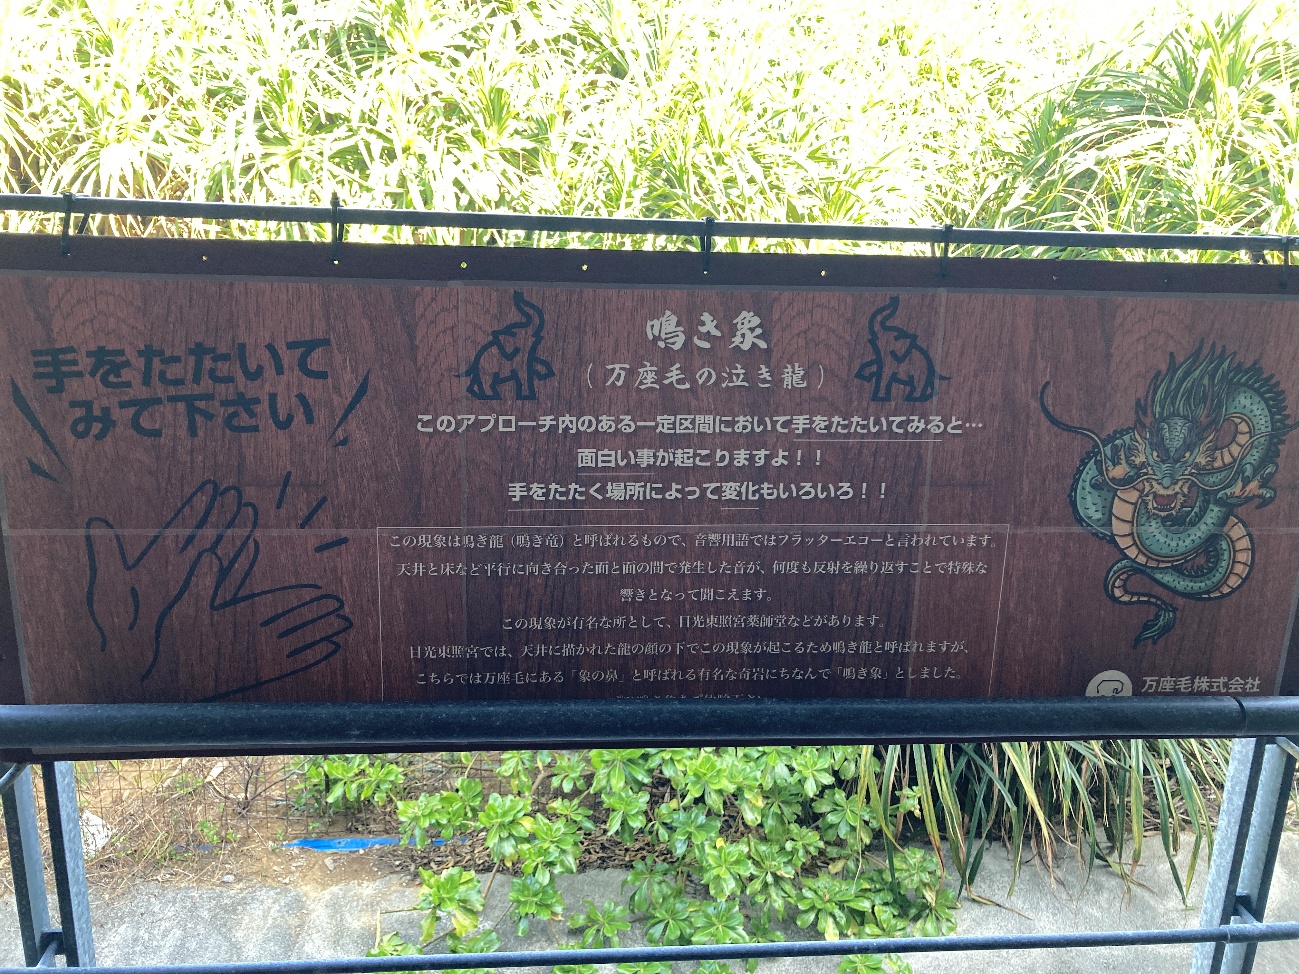 手をたたいて
みて下さい
鳴き象
（万座毛の泣き龍）
このアプローチ内のある一定区間において手をたたいてみると…
面白い事が起こりますよ！！
手をたたく場所によって変化もいろいろ！！
この現象は鳴き龍（鳴き竜）と呼ばれるもので、音響用語ではフラッターエコーと言われています。
天井と床など平行に向き合った面と面の間で発生した音が、何度も反射を繰り返すことで特殊な
響きとなって聞こえます。
この現象が有名な所として、日光東照宮薬師堂などがあります。
日光東照宮では、天井に描かれた龍の顔の下でこの現象が起こるため鳴き龍と呼ばれますが、
こちらでは万座毛にある「象の鼻」と呼ばれる有名な奇岩にちなんで「鳴き象」としました。
万座毛株式会社